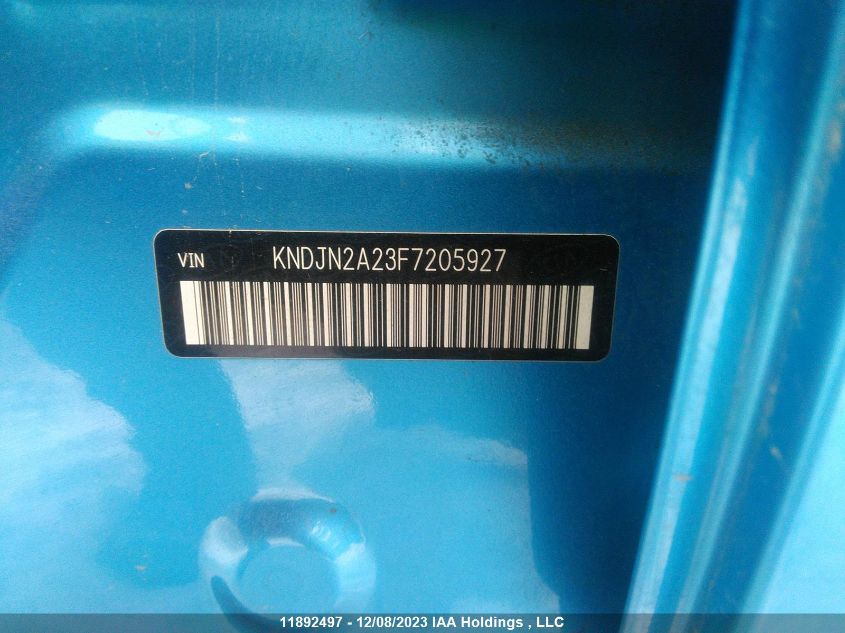 VIN KNDJN2A23F7205927
11892497 - 12/08/2023 IAA Holdings , LLC